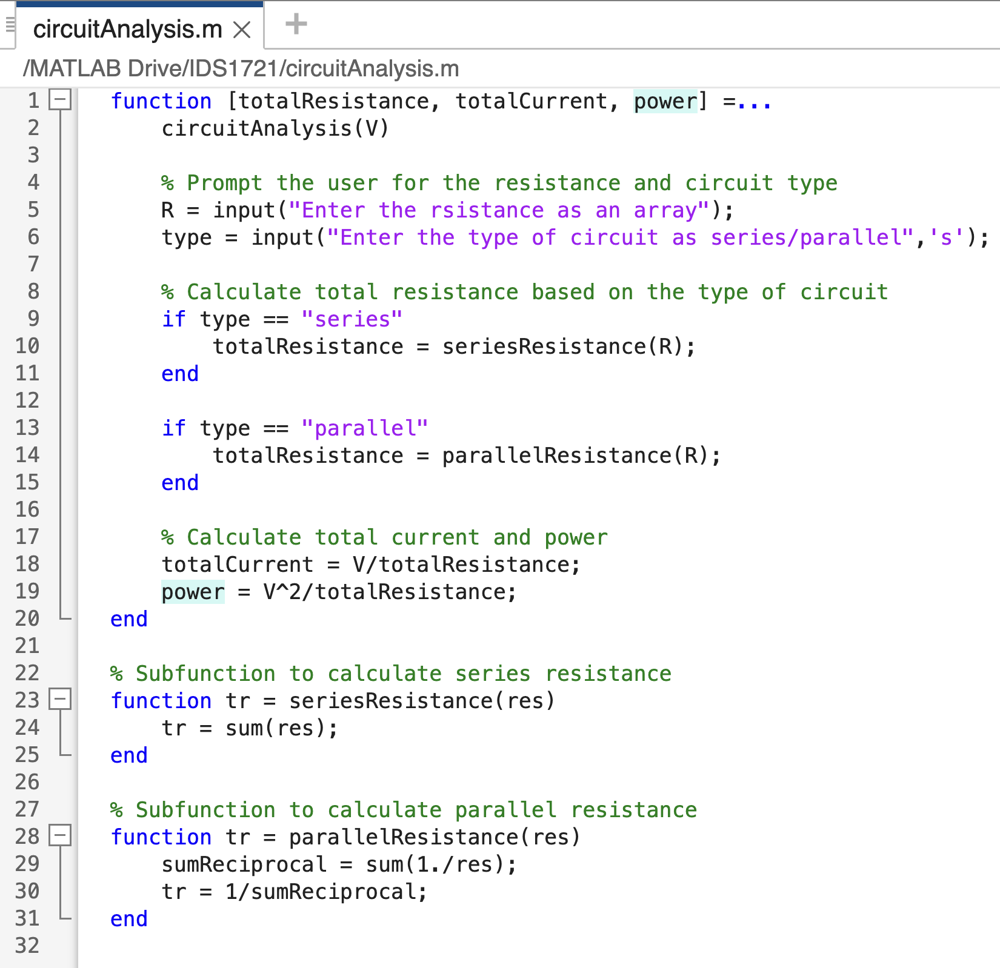 circuitAnalysis.m
/MATLAB Drive/IDS1721/circuitAnalysis.m
1 function [totalResistance, totalCurrent, power] =...
2     circuitAnalysis(V)
3
4     % Prompt the user for the resistance and circuit type
5     R = input("Enter the rsistance as an array");
6     type = input("Enter the type of circuit as series/parallel",'s');
7
8     % Calculate total resistance based on the type of circuit
9     if type == "series"
10         totalResistance = seriesResistance(R);
11     end
12
13     if type == "parallel"
14         totalResistance = parallelResistance(R);
15     end
16
17     % Calculate total current and power
18     totalCurrent = V/totalResistance;
19     power = V^2/totalResistance;
20 end
21
22 % Subfunction to calculate series resistance
23 function tr = seriesResistance(res)
24     tr = sum(res);
25 end
26
27 % Subfunction to calculate parallel resistance
28 function tr = parallelResistance(res)
29     sumReciprocal = sum(1./res);
30     tr = 1/sumReciprocal;
31 end
32